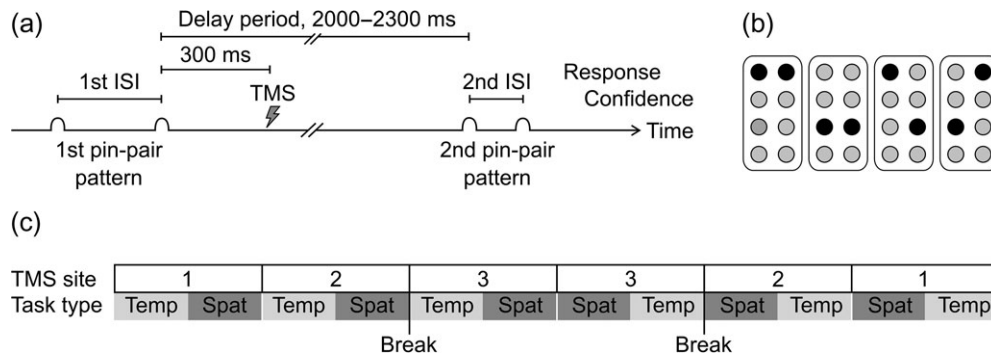 (a)
Delay period, 2000–2300 ms
300 ms
1st ISI
TMS
2nd ISI
Response
Confidence
Time
1st pin-pair
pattern
2nd pin-pair
pattern
(b)
(c)
TMS site 1 2 3 3 2 1
Task type Temp Spat Temp Spat Temp Spat Spat Temp Spat Temp Spat Temp
Break Break